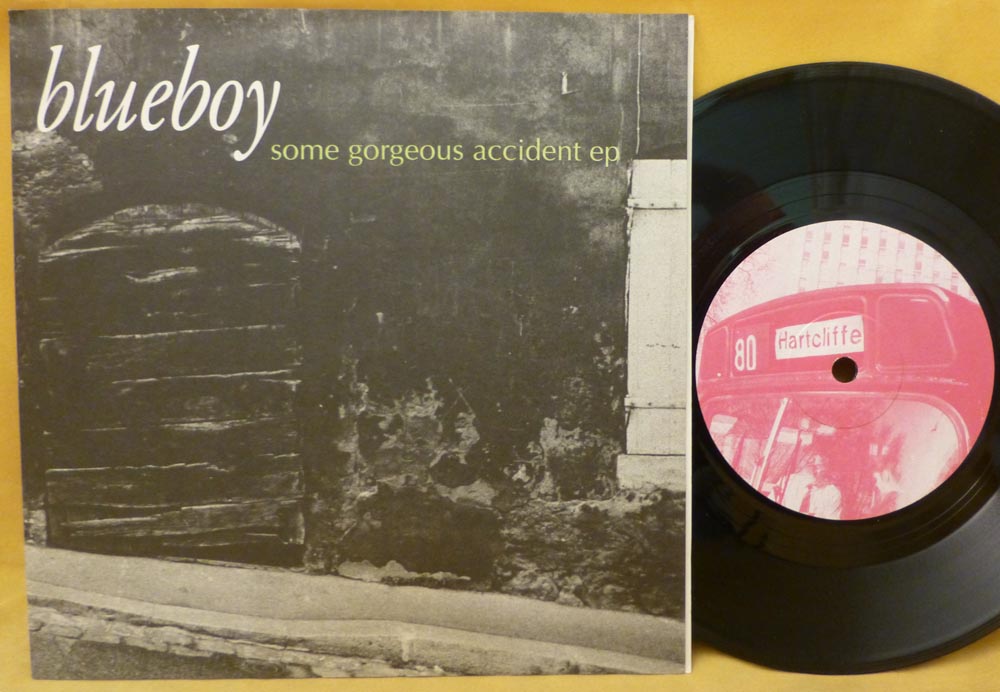 blueboy
some gorgeous accident ep
80 Hartcliffe